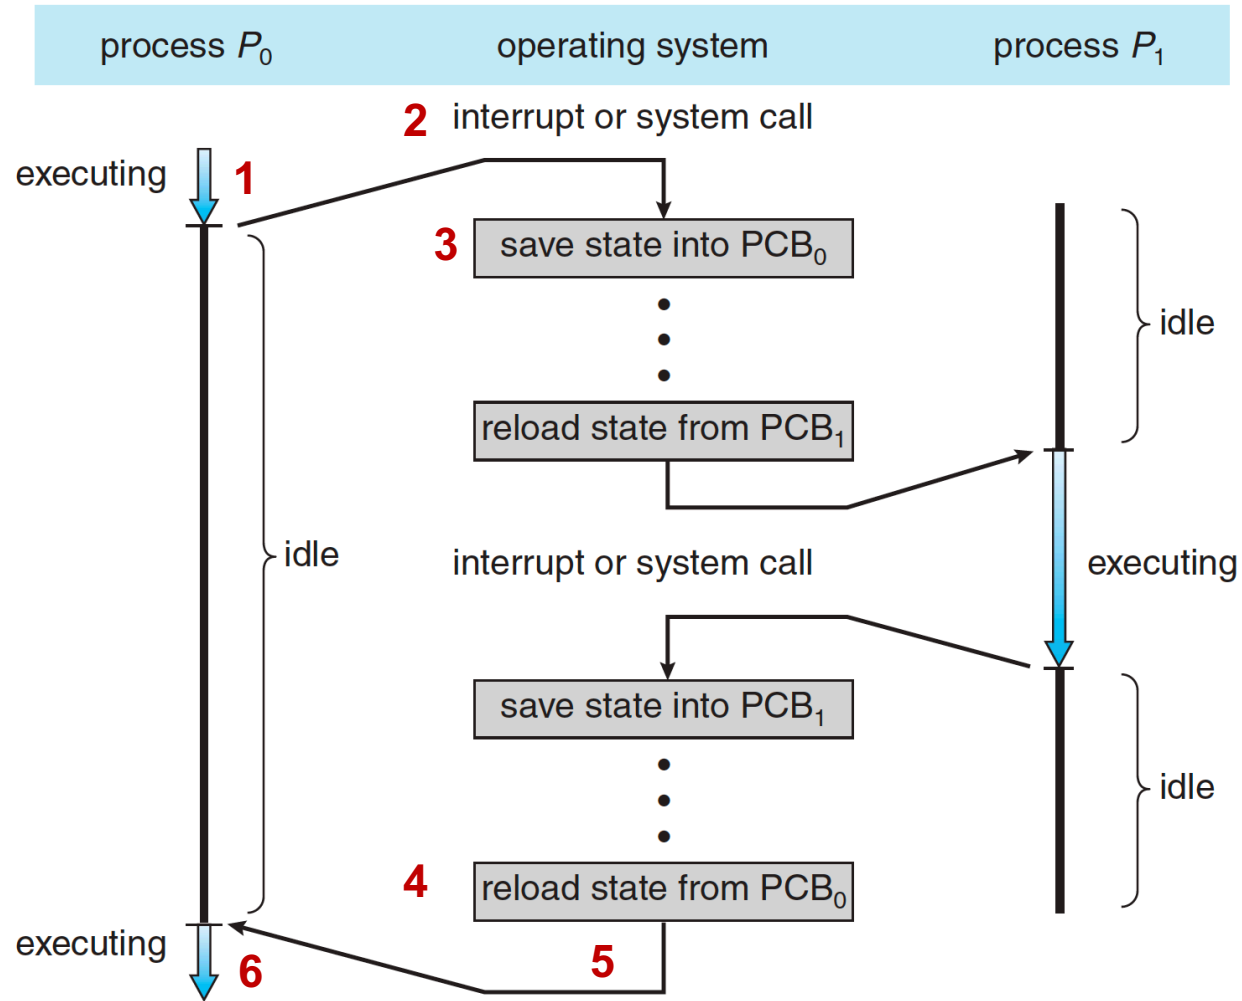 process P₀ operating system process P₁
2 interrupt or system call
executing 1
3 save state into PCB₀
idle
reload state from PCB₁
idle
interrupt or system call
executing
save state into PCB₁
idle
4 reload state from PCB₀
executing
6
5